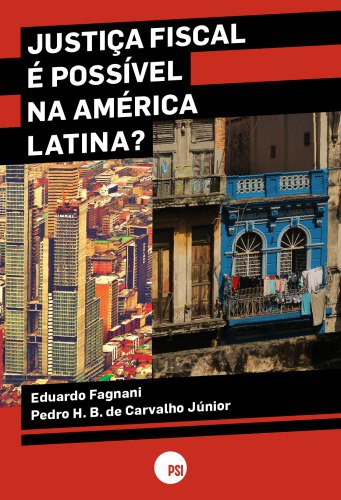 JUSTIÇA FISCAL
É POSSÍVEL
NA AMÉRICA
LATINA?
Eduardo Fagnani
Pedro H. B. de Carvalho Júnior
PSI